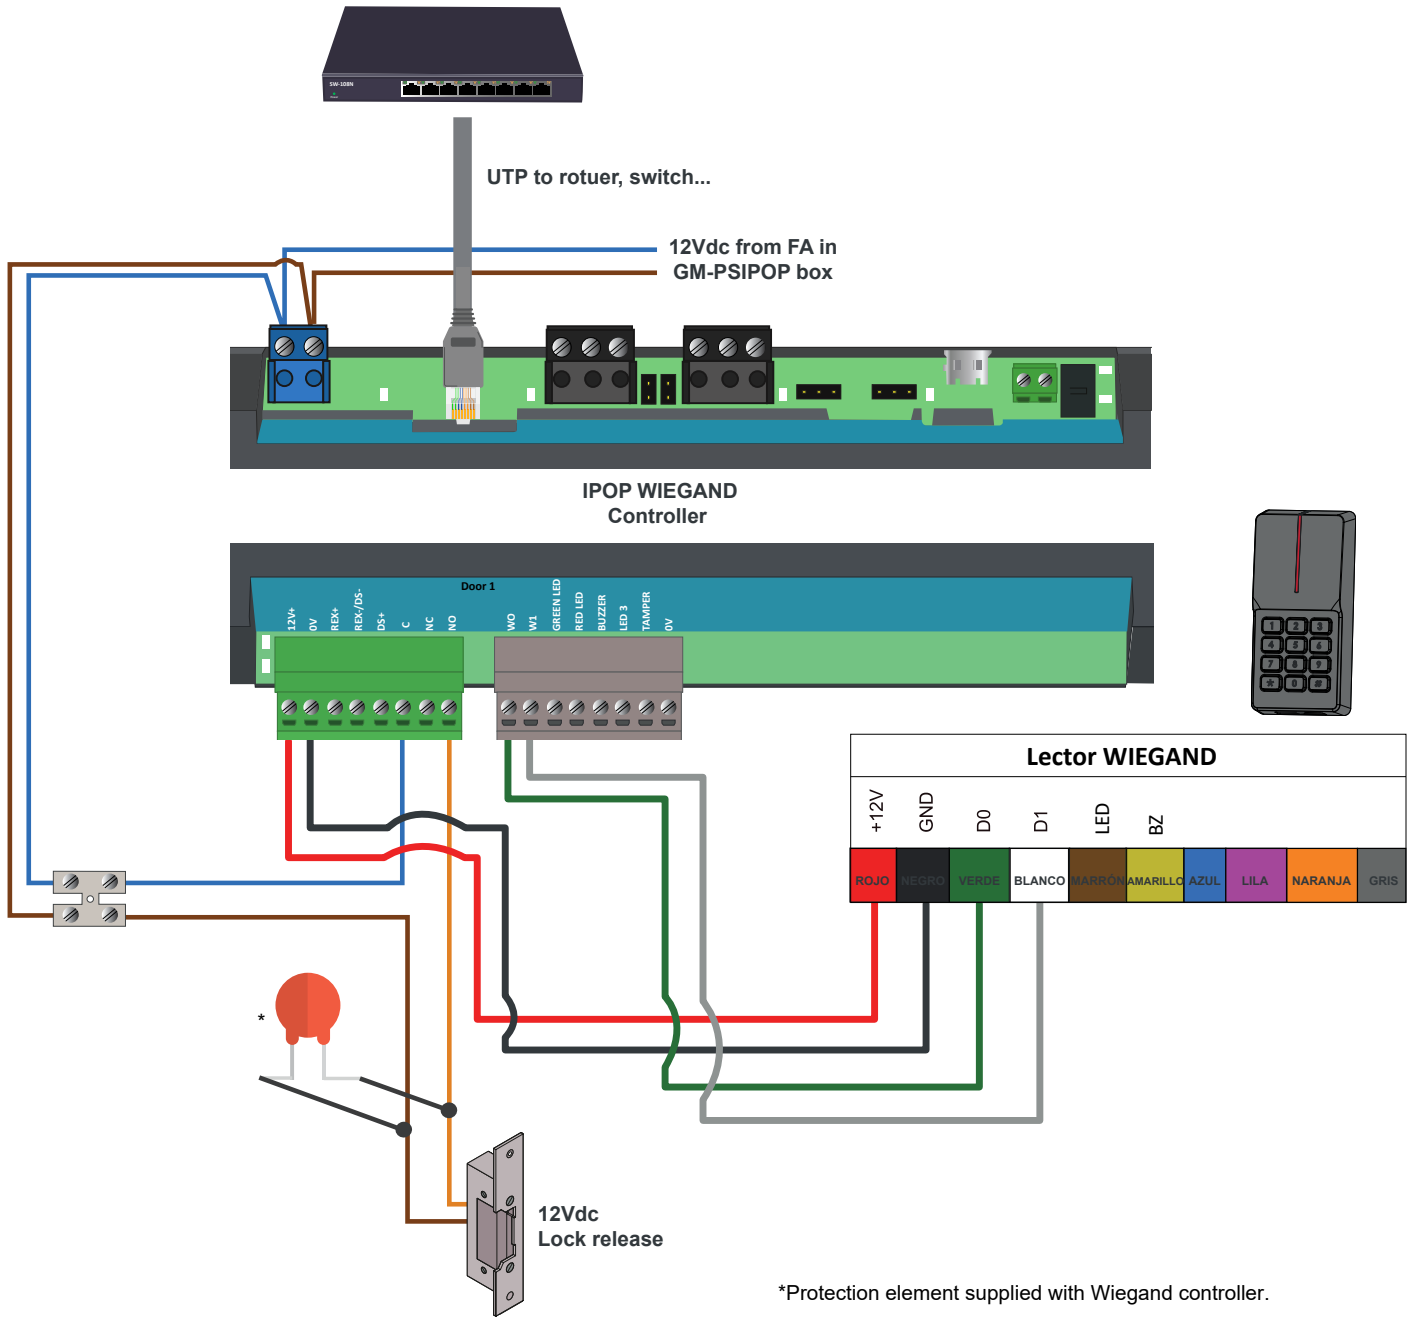 SW-108N
UTP to rotuer, switch...
12Vdc from FA in
GM-PSIPOP box
IPOP WIEGAND
Controller
Door 1
12V+
0V
REX+
REX-/DS-
DS+
C
NC
NO
WO
W1
GREEN LED
RED LED
BUZZER
LED 3
TAMPER
0V
1 2 3
4 5 6
7 8 9
* 0 #
Lector WIEGAND
+12V
GND
D0
D1
LED
BZ
ROJO NEGRO VERDE BLANCO MARRÓN AMARILLO AZUL LILA NARANJA GRIS
*
12Vdc
Lock release
*Protection element supplied with Wiegand controller.